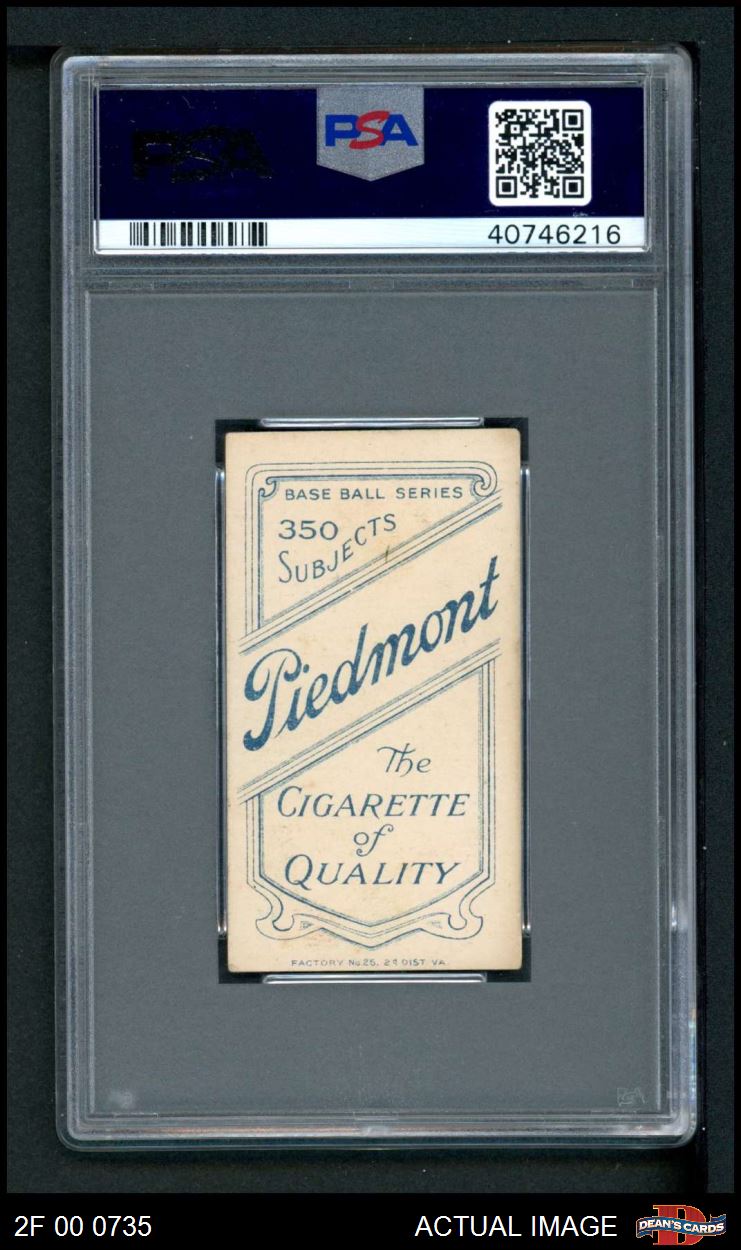 PSA
PSA
40746216
BASE BALL SERIES
350
SUBJECTS
Piedmont
The
CIGARETTE
of
QUALITY
FACTORY No. 25, 2d DIST. VA.
PSA
2F 00 0735
ACTUAL IMAGE
DEAN'S CARDS